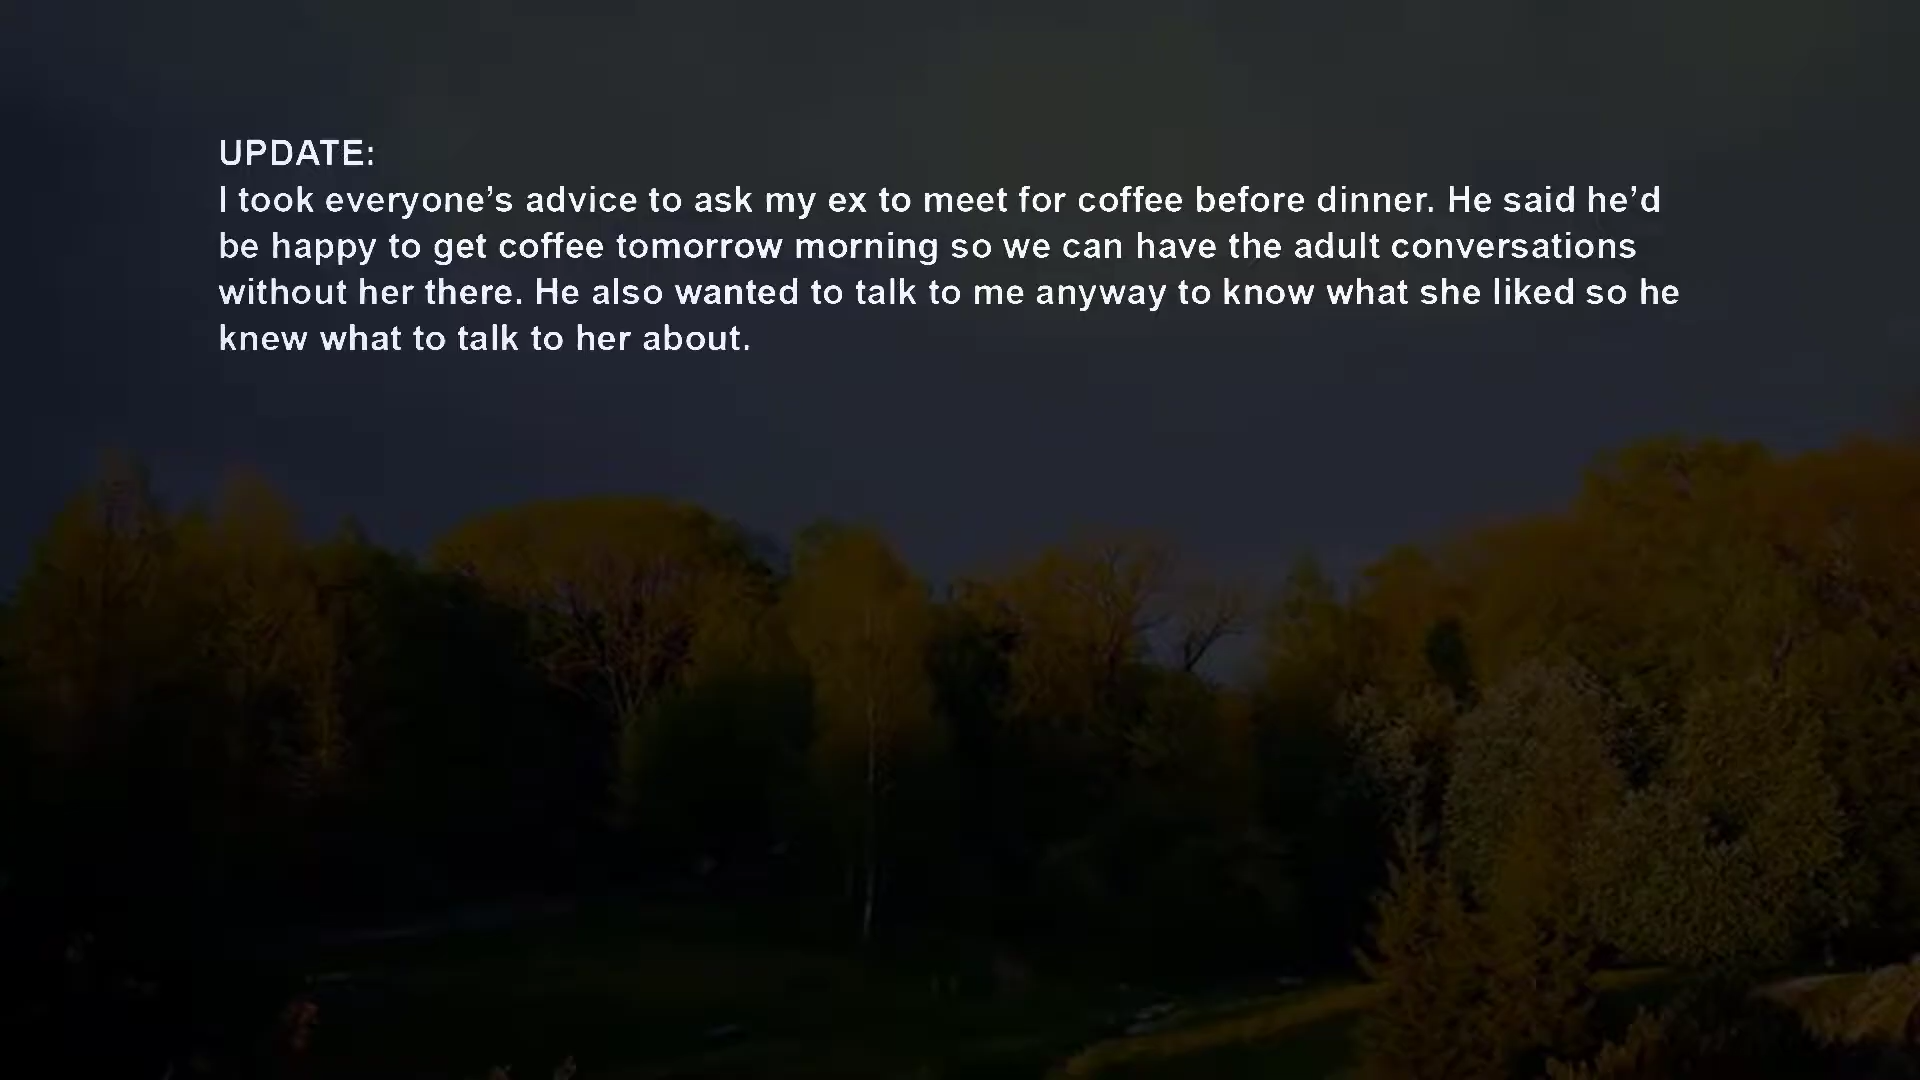 UPDATE:
I took everyone’s advice to ask my ex to meet for coffee before dinner. He said he’d
be happy to get coffee tomorrow morning so we can have the adult conversations
without her there. He also wanted to talk to me anyway to know what she liked so he
knew what to talk to her about.